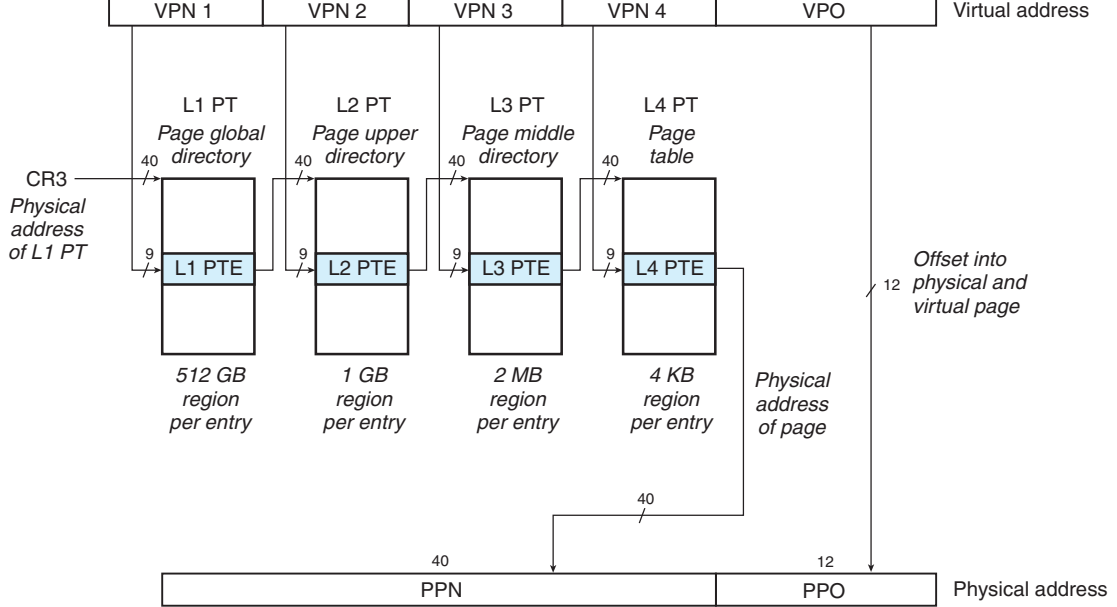 VPN 1 VPN 2 VPN 3 VPN 4 VPO Virtual address
L1 PT L2 PT L3 PT L4 PT
Page global Page upper Page middle Page
directory directory directory table
40 40 40 40
CR3
Physical
address
of L1 PT
9 9 9 9
L1 PTE L2 PTE L3 PTE L4 PTE
Offset into
12 physical and
virtual page
512 GB 1 GB 2 MB 4 KB
region region region region
per entry per entry per entry per entry
Physical
address
of page
40
40 12
PPN PPO Physical address